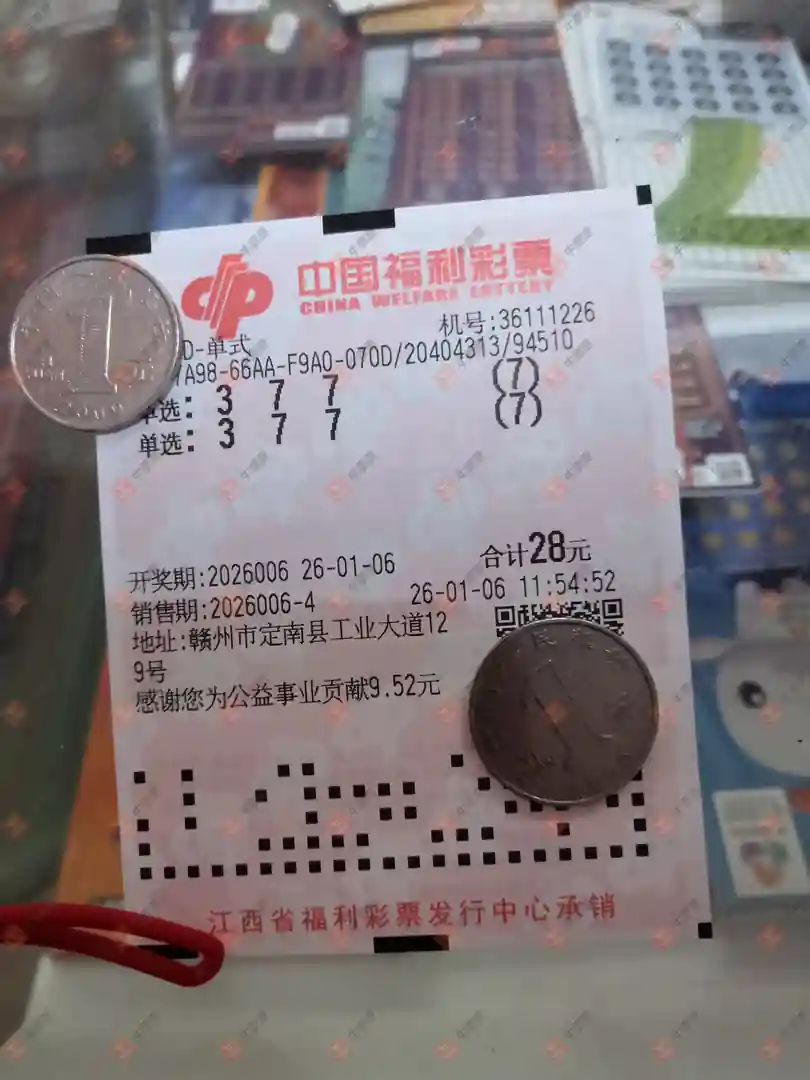 中国福利彩票
CHINA WELFARE LOTTERY
机号:36111226
D-单式
A98-66AA-F9A0-070D/20404313/94510
单选: 3 7 7 (7)
单选: 3 7 7 (7)
开奖期:2026006 26-01-06 合计28元
销售期:2026006-4 26-01-06 11:54:52
地址:赣州市定南县工业大道12
9号
感谢您为公益事业贡献9.52元
江西省福利彩票发行中心承销
1